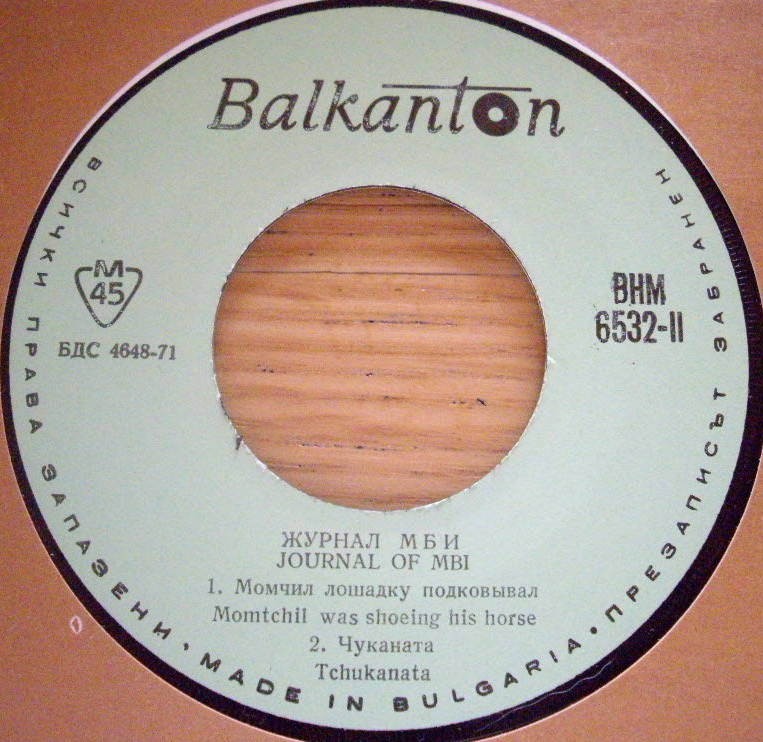 Balkanton
ВСИЧКИ ПРАВА ЗАПАЗЕНИ • MADE IN BULGARIA • ПРЕЗАПИСЪТ ЗАБРАНЕН
M
45
БДС 4648-71
ВНМ
6532-II
ЖУРНАЛ МБИ
JOURNAL OF MBI
1. Момчил лошадку подковывал
Momtchil was shoeing his horse
2. Чуканата
Tchukanata